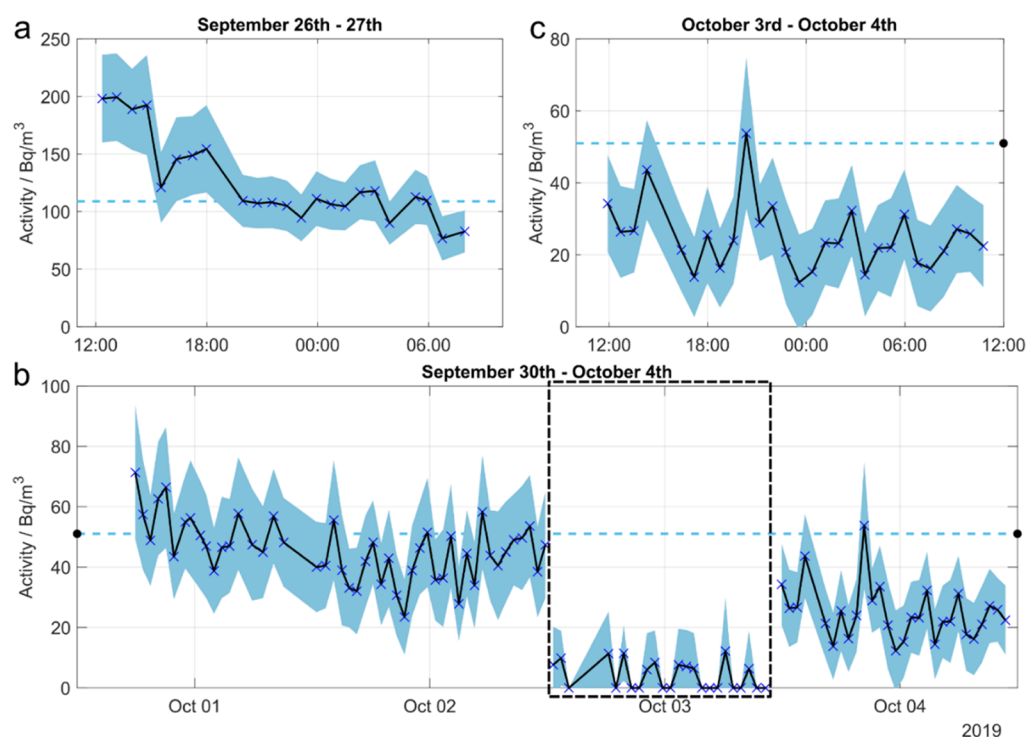 a
September 26th - 27th
250
200
150
100
50
0
Activity / Bq/m³
12:00 18:00 00:00 06:00
c
October 3rd - October 4th
80
60
40
20
0
Activity / Bq/m³
12:00 18:00 00:00 06:00 12:00
b
September 30th - October 4th
100
80
60
40
20
0
Activity / Bq/m³
Oct 01 Oct 02 Oct 03 Oct 04
2019